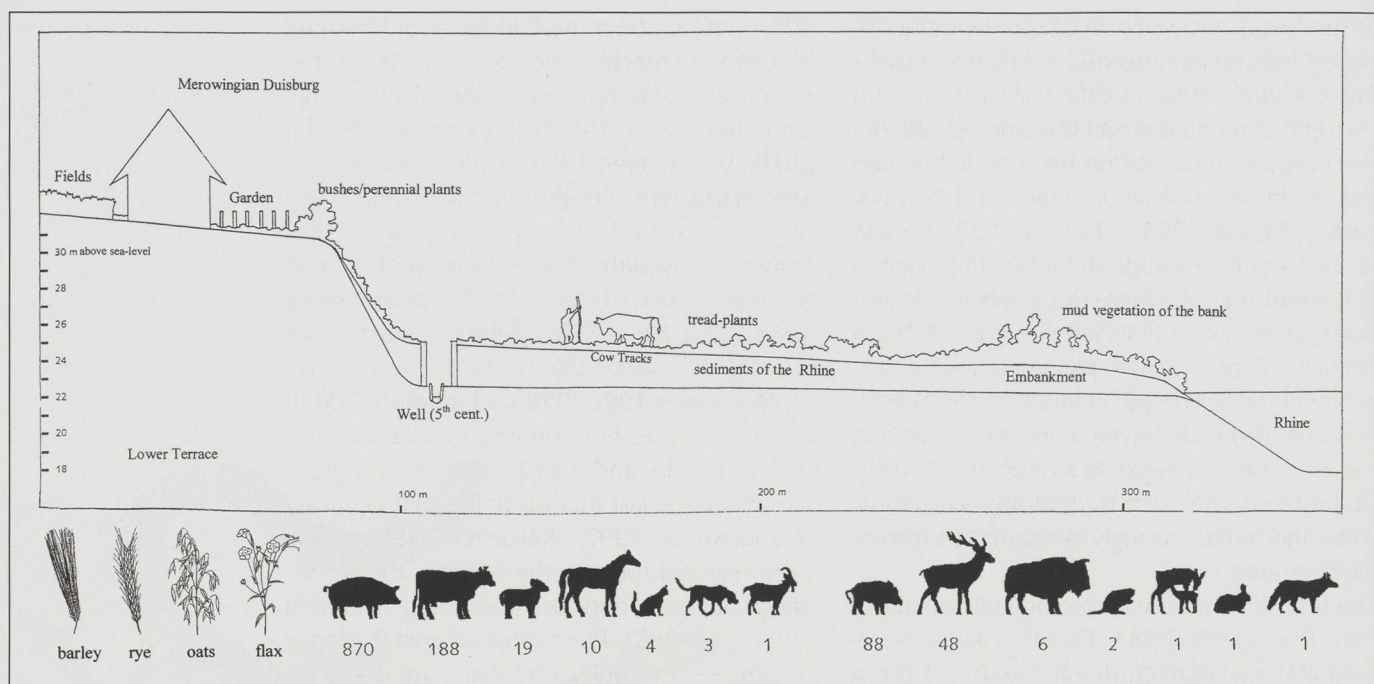 Merowingian Duisburg
Fields
Garden
bushes/perennial plants
30 m above sea-level
28
26
24
22
20
18
tread-plants
mud vegetation of the bank
Cow Tracks
sediments of the Rhine
Embankment
Well (5th cent.)
Rhine
Lower Terrace
100 m
200 m
300 m
barley rye oats flax 870 188 19 10 4 3 1 88 48 6 2 1 1 1